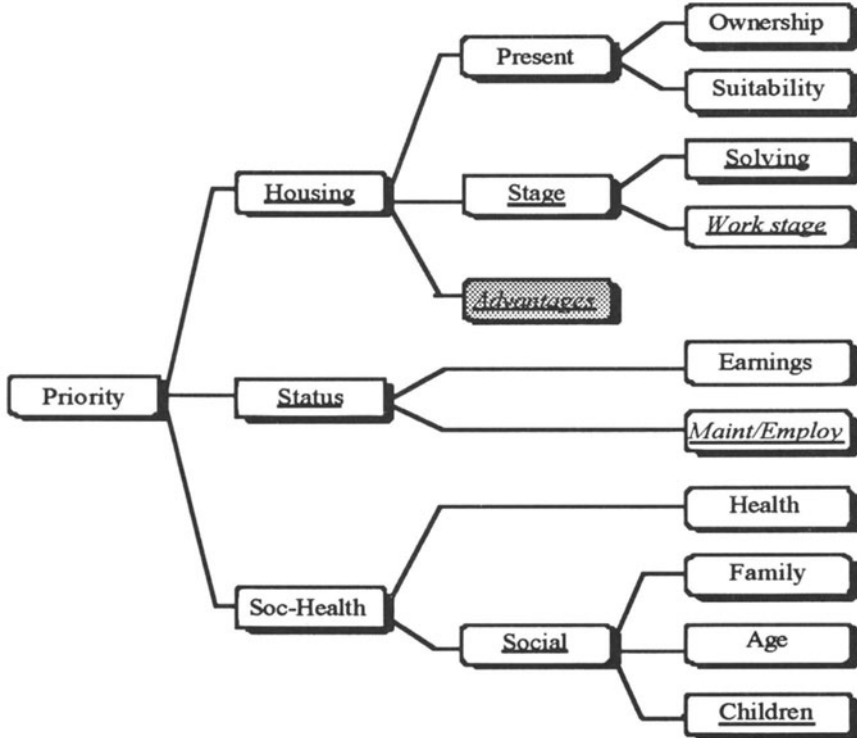 Ownership
Present
Suitability
Solving
Housing
Stage
Work stage
Advantages
Earnings
Priority
Status
Maint/Employ
Health
Family
Soc-Health
Social
Age
Children